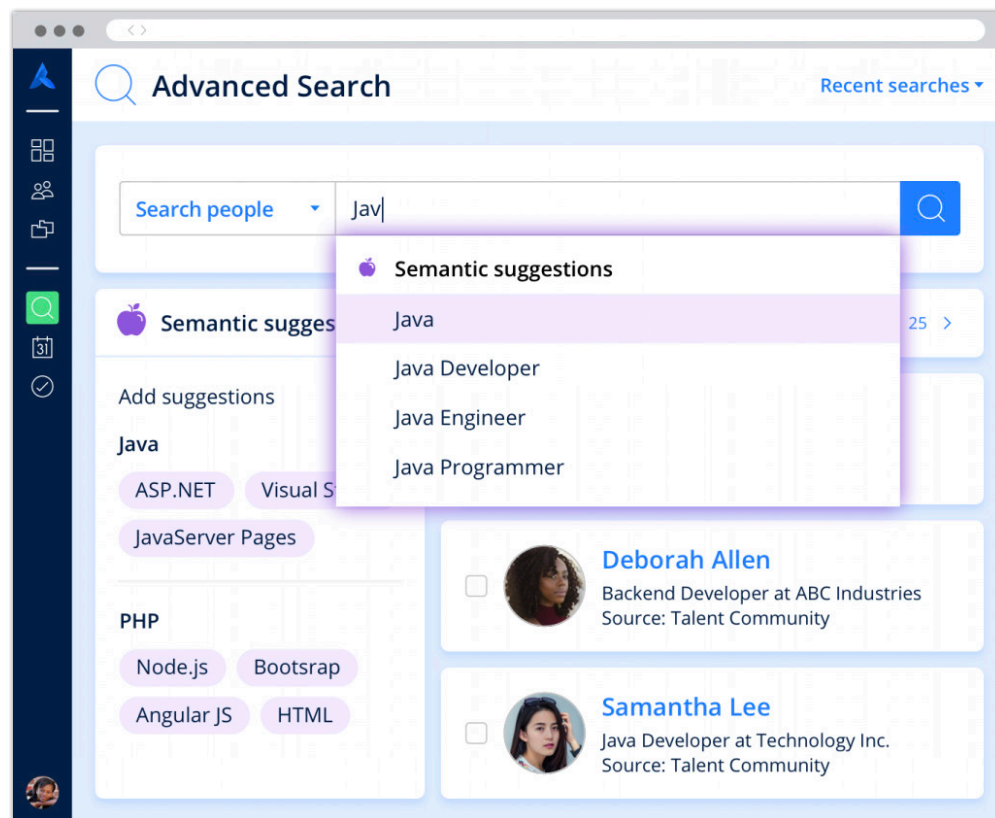 Advanced Search
Recent searches
Search people
Jav
Semantic suggestions
Java
Java Developer
Java Engineer
Java Programmer
Semantic sugges
25
Add suggestions
Java
ASP.NET
Visual S
JavaServer Pages
PHP
Node.js
Bootsrap
Angular JS
HTML
Deborah Allen
Backend Developer at ABC Industries
Source: Talent Community
Samantha Lee
Java Developer at Technology Inc.
Source: Talent Community
31